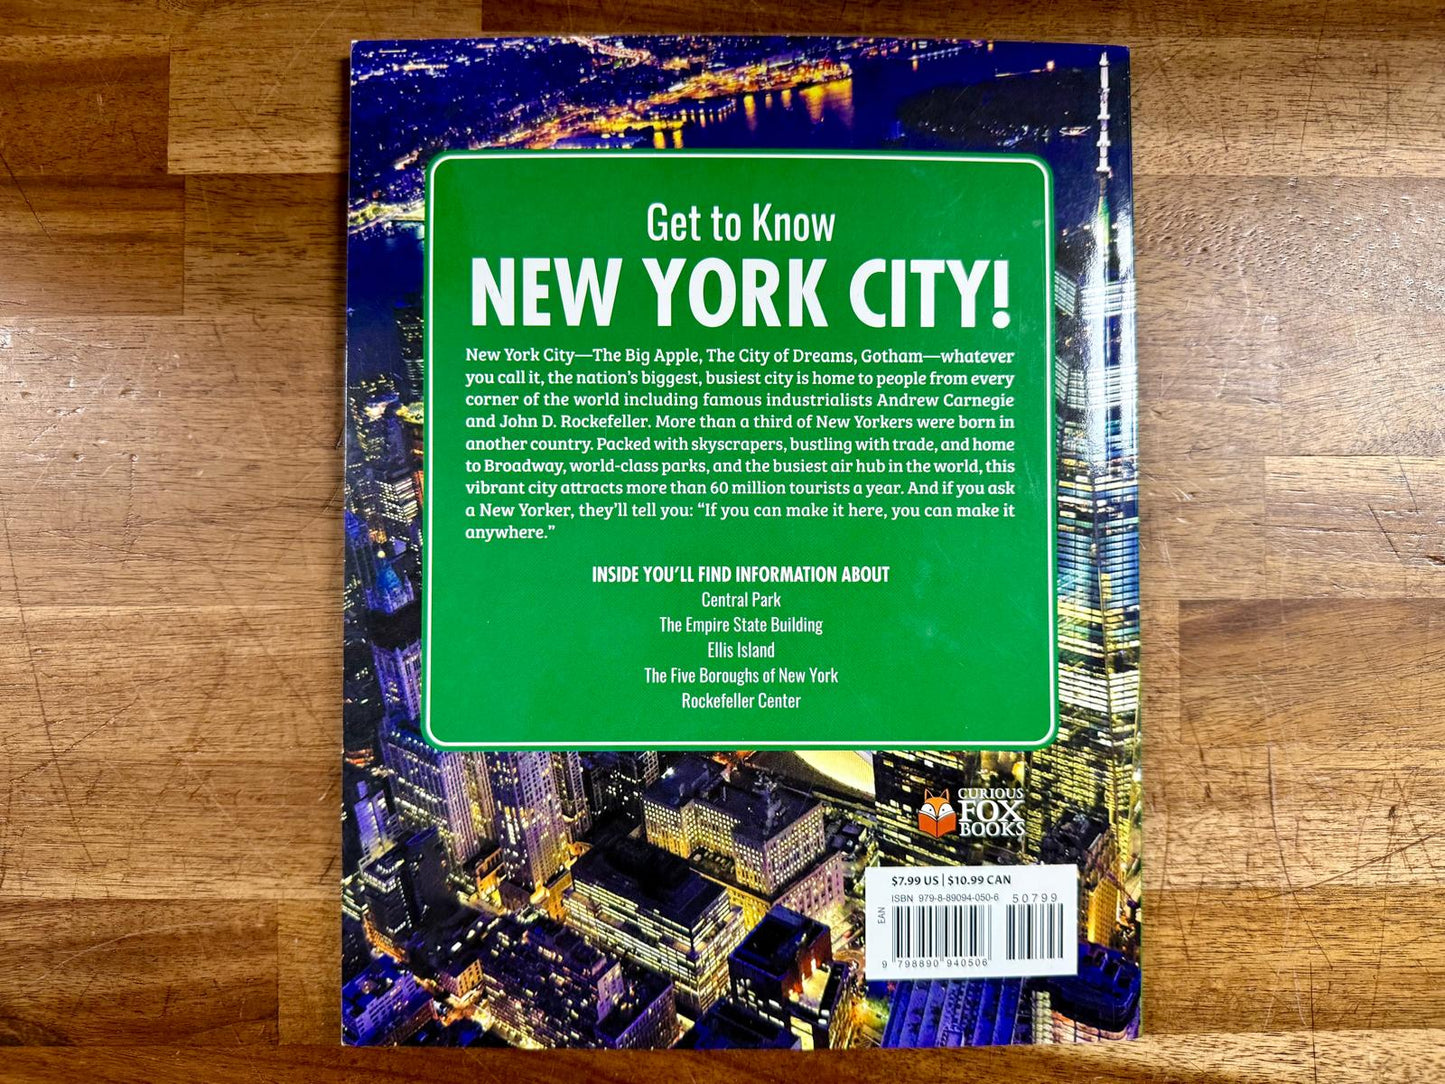 Get to Know
NEW YORK CITY!
New York City—The Big Apple, The City of Dreams, Gotham—whatever
you call it, the nation's biggest, busiest city is home to people from every
corner of the world including famous industrialists Andrew Carnegie
and John D. Rockefeller. More than a third of New Yorkers were born in
another country. Packed with skyscrapers, bustling with trade, and home
to Broadway, world-class parks, and the busiest air hub in the world, this
vibrant city attracts more than 60 million tourists a year. And if you ask
a New Yorker, they'll tell you: “If you can make it here, you can make it
anywhere.”
INSIDE YOU'LL FIND INFORMATION ABOUT
Central Park
The Empire State Building
Ellis Island
The Five Boroughs of New York
Rockefeller Center
CURIOUS
FOX
BOOKS
$7.99 US | $10.99 CAN
ISBN 979-8-89094-050-6
50799
EAN
9 798890 940506